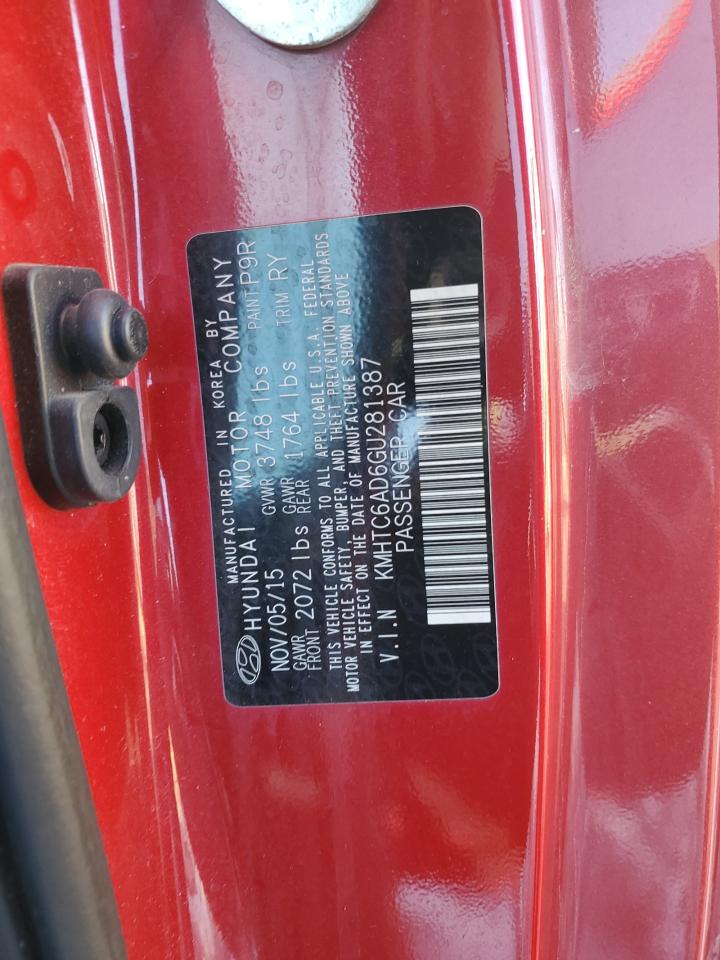 MANUFACTURED IN KOREA BY
HYUNDAI MOTOR COMPANY
NOV/05/15 GVWR 3748 lbs PAINT P9R
GAWR FRONT 2072 lbs GAWR REAR 1764 lbs TRIM RY
THIS VEHICLE CONFORMS TO ALL APPLICABLE U.S.A. FEDERAL
MOTOR VEHICLE SAFETY, BUMPER, AND THEFT PREVENTION STANDARDS
IN EFFECT ON THE DATE OF MANUFACTURE SHOWN ABOVE
V.I.N KMHTC6AD6GU281387
PASSENGER CAR